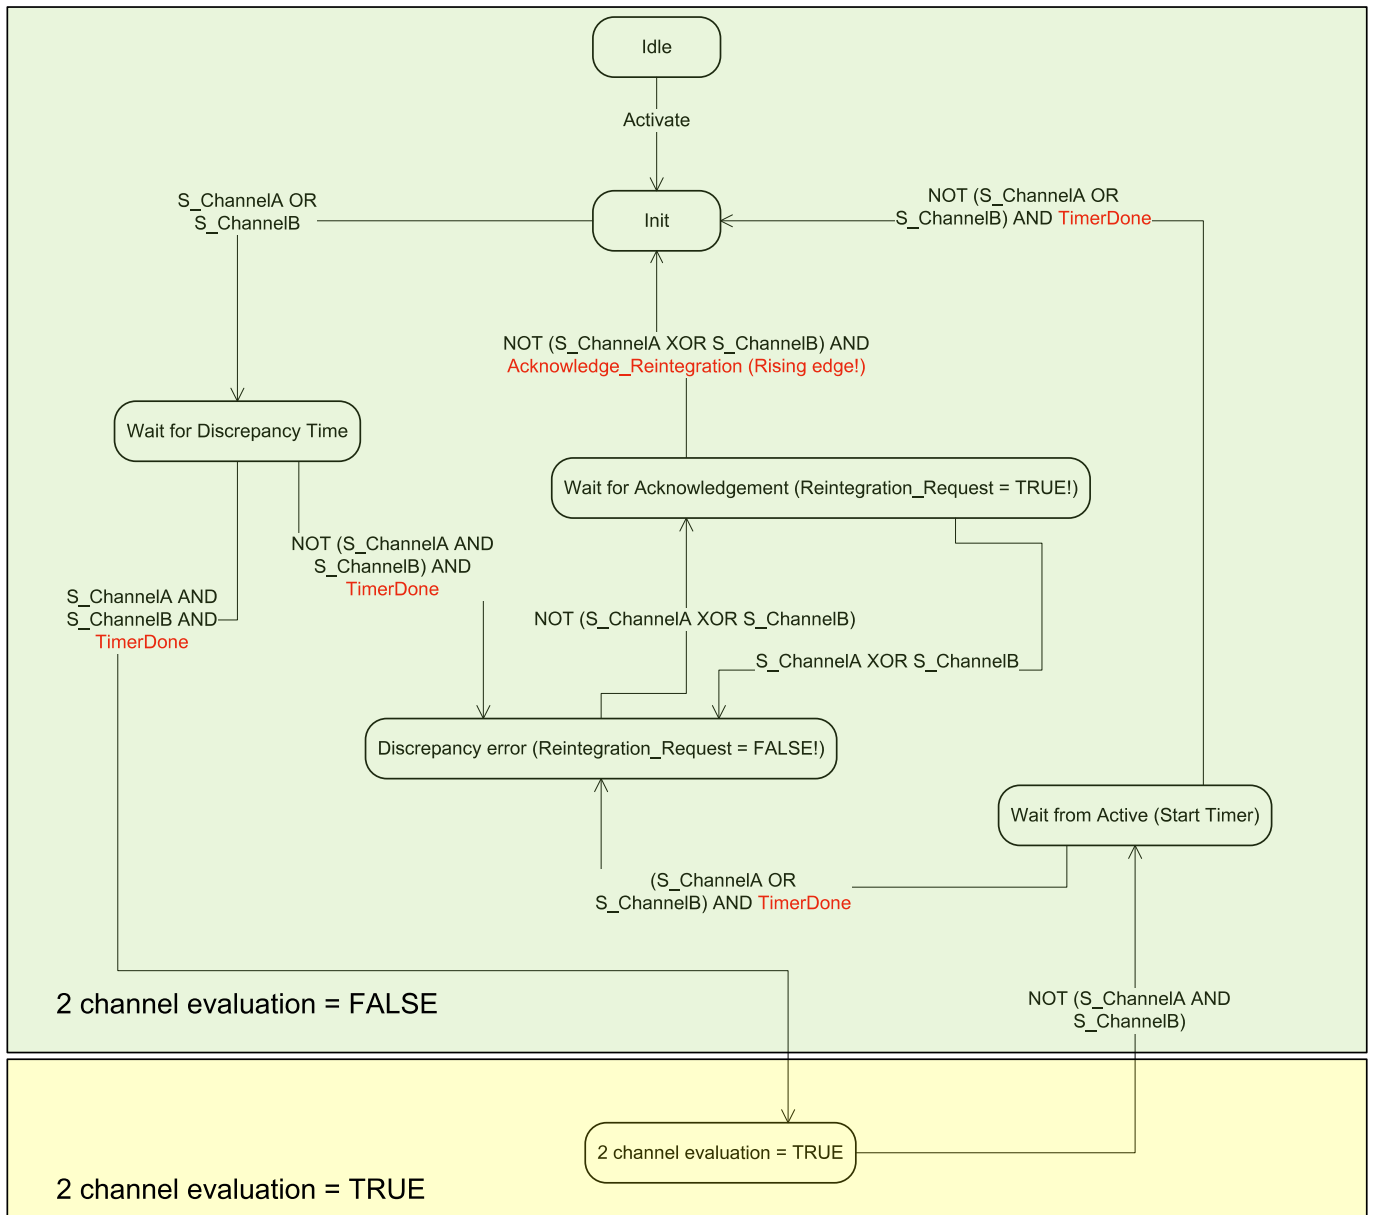 Idle
Activate
S_ChannelA OR
S_ChannelB
Init
NOT (S_ChannelA OR
S_ChannelB) AND TimerDone
NOT (S_ChannelA XOR S_ChannelB) AND
Acknowledge_Reintegration (Rising edge!)
Wait for Discrepancy Time
Wait for Acknowledgement (Reintegration_Request = TRUE!)
NOT (S_ChannelA AND
S_ChannelB) AND
TimerDone
S_ChannelA AND
S_ChannelB AND
TimerDone
NOT (S_ChannelA XOR S_ChannelB)
S_ChannelA XOR S_ChannelB
Discrepancy error (Reintegration_Request = FALSE!)
Wait from Active (Start Timer)
(S_ChannelA OR
S_ChannelB) AND TimerDone
2 channel evaluation = FALSE
NOT (S_ChannelA AND
S_ChannelB)
2 channel evaluation = TRUE
2 channel evaluation = TRUE